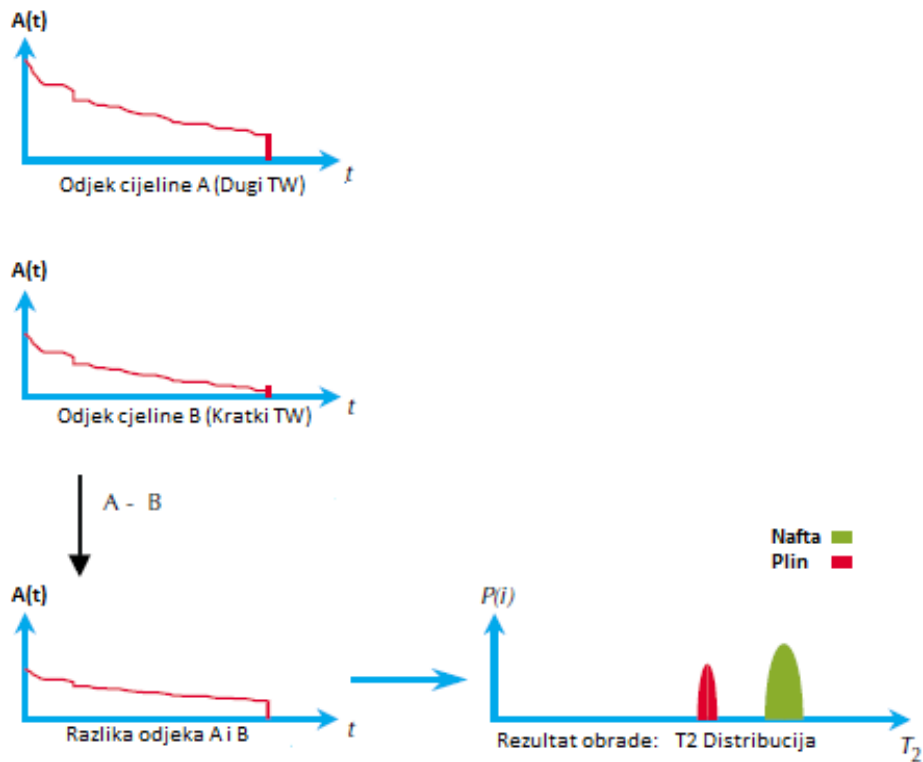 A(t)
t
Odjek cijeline A (Dugi TW)
A(t)
t
Odjek cjeline B (Kratki TW)
A - B
Nafta
Plin
A(t)
t
Razlika odjeka A i B
P(i)
Rezultat obrade: T2 Distribucija
T₂